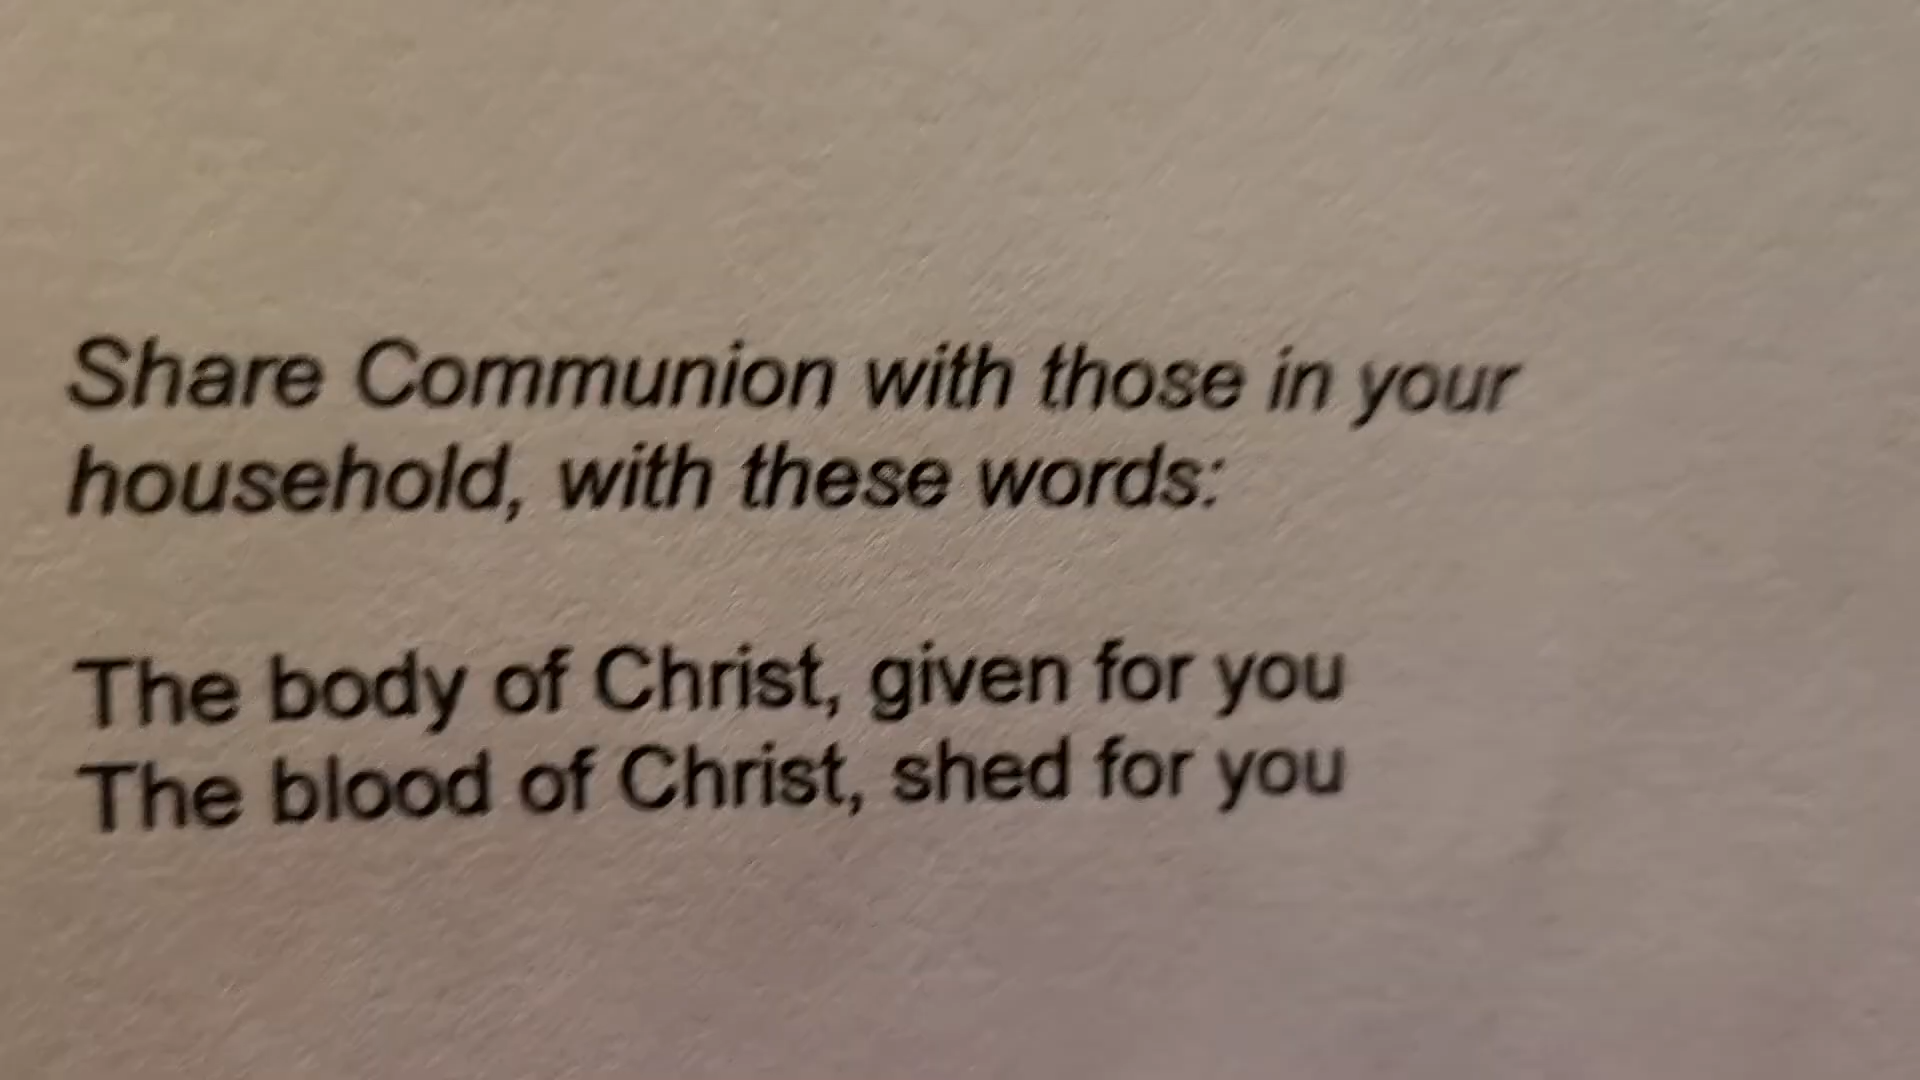 Share Communion with those in your
household, with these words:
The body of Christ, given for you
The blood of Christ, shed for you